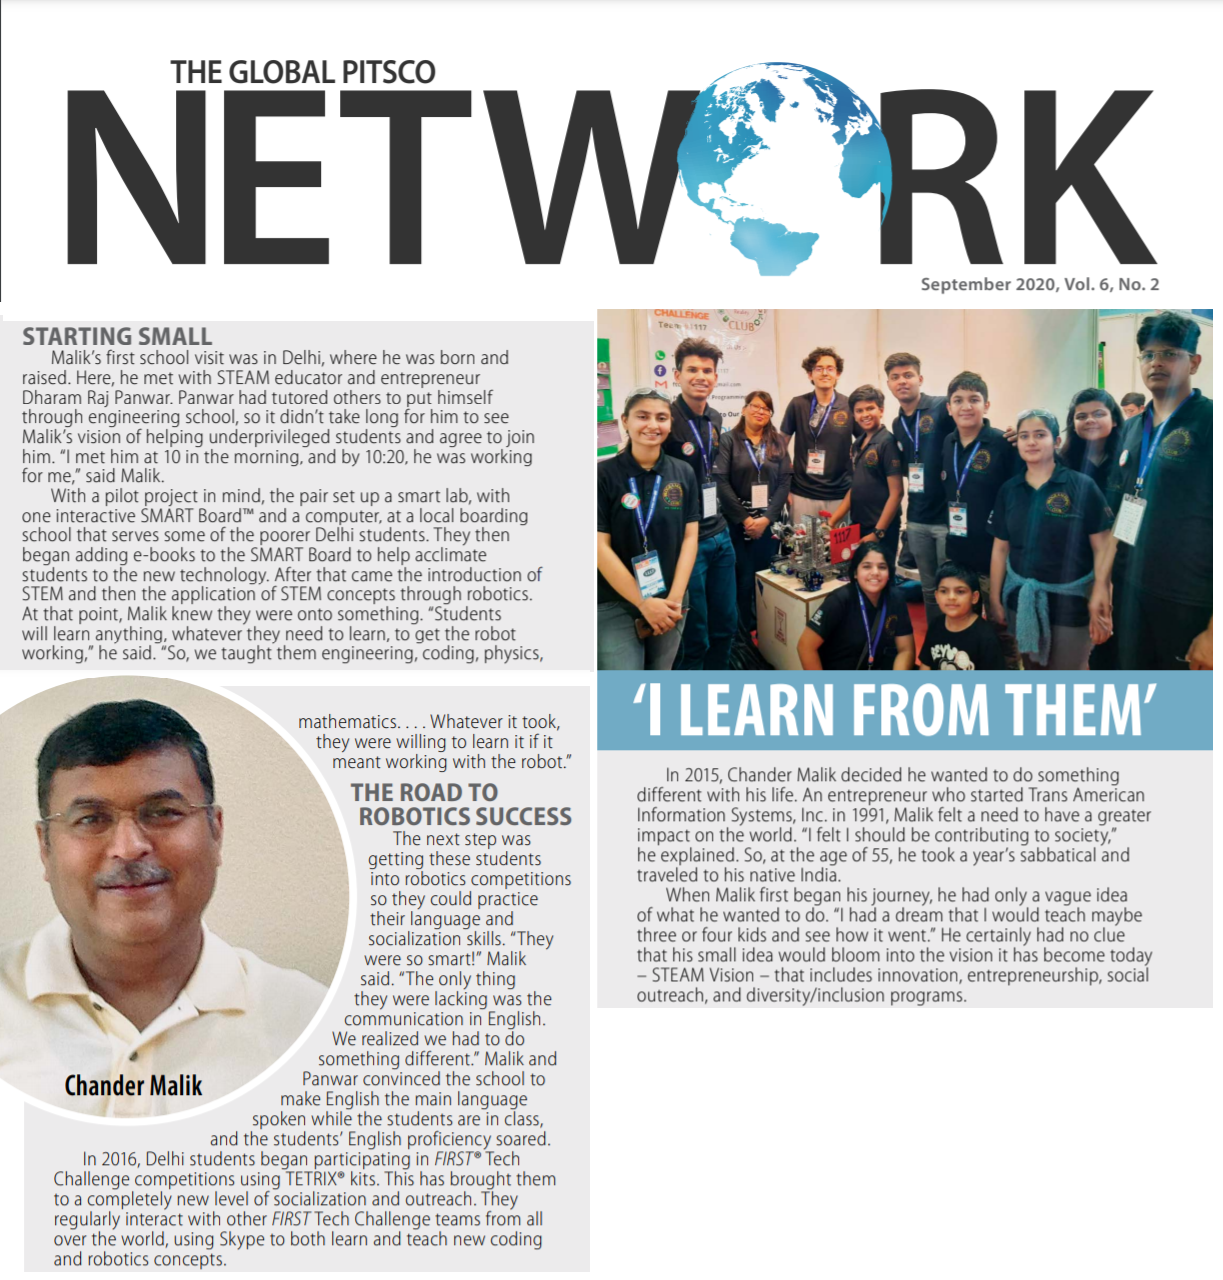 THE GLOBAL PITSCO
NETWORK
September 2020, Vol. 6, No. 2
CHALLENGE
CLUB
1117
'I LEARN FROM THEM'
In 2015, Chander Malik decided he wanted to do something
different with his life. An entrepreneur who started Trans American
Information Systems, Inc. in 1991, Malik felt a need to have a greater
impact on the world. “I felt I should be contributing to society,”
he explained. So, at the age of 55, he took a year’s sabbatical and
traveled to his native India.
When Malik first began his journey, he had only a vague idea
of what he wanted to do. “I had a dream that I would teach maybe
three or four kids and see how it went.” He certainly had no clue
that his small idea would bloom into the vision it has become today
– STEAM Vision – that includes innovation, entrepreneurship, social
outreach, and diversity/inclusion programs.
STARTING SMALL
Malik’s first school visit was in Delhi, where he was born and
raised. Here, he met with STEAM educator and entrepreneur
Dharam Raj Panwar. Panwar had tutored others to put himself
through engineering school, so it didn’t take long for him to see
Malik’s vision of helping underprivileged students and agree to join
him. “I met him at 10 in the morning, and by 10:20, he was working
for me,” said Malik.
With a pilot project in mind, the pair set up a smart lab, with
one interactive SMART Board™ and a computer, at a local boarding
school that serves some of the poorer Delhi students. They then
began adding e-books to the SMART Board to help acclimate
students to the new technology. After that came the introduction of
STEM and then the application of STEM concepts through robotics.
At that point, Malik knew they were onto something. “Students
will learn anything, whatever they need to learn, to get the robot
working,” he said. “So, we taught them engineering, coding, physics,
mathematics. . . . Whatever it took,
they were willing to learn it if it
meant working with the robot.”
THE ROAD TO
ROBOTICS SUCCESS
The next step was
getting these students
into robotics competitions
so they could practice
their language and
socialization skills. “They
were so smart!” Malik
said. “The only thing
they were lacking was the
communication in English.
We realized we had to do
something different.” Malik and
Panwar convinced the school to
make English the main language
spoken while the students are in class,
and the students’ English proficiency soared.
In 2016, Delhi students began participating in FIRST® Tech
Challenge competitions using TETRIX® kits. This has brought them
to a completely new level of socialization and outreach. They
regularly interact with other FIRST Tech Challenge teams from all
over the world, using Skype to both learn and teach new coding
and robotics concepts.
Chander Malik